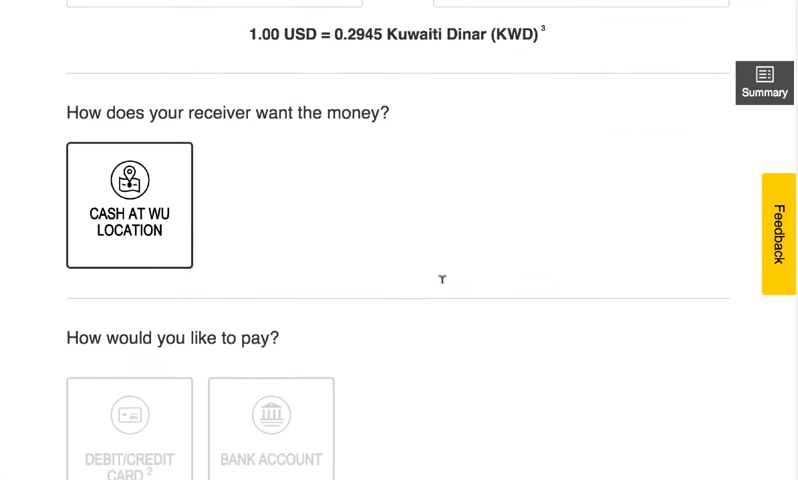 1.00 USD = 0.2945 Kuwaiti Dinar (KWD) 3
Summary
How does your receiver want the money?
CASH AT WU
LOCATION
Feedback
How would you like to pay?
DEBIT/CREDIT
CARD 2
BANK ACCOUNT